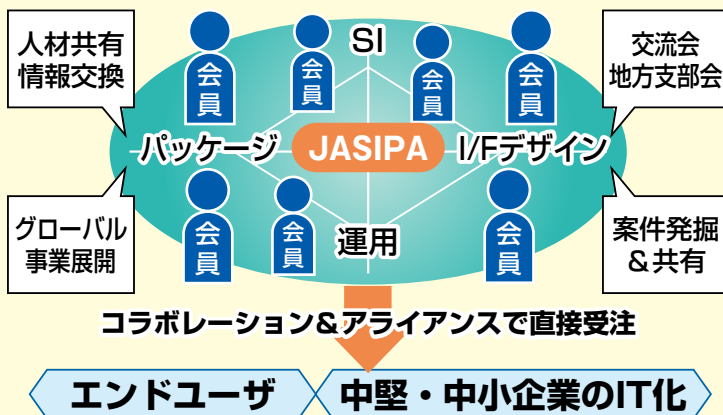 人材共有
情報交換
SI
交流会
地方支部会
会員
会員
会員
会員
パッケージ
JASIPA
I/Fデザイン
グローバル
事業展開
会員
会員
運用
会員
案件発掘
＆共有
コラボレーション&アライアンスで直接受注
エンドユーザ
中堅・中小企業のIT化